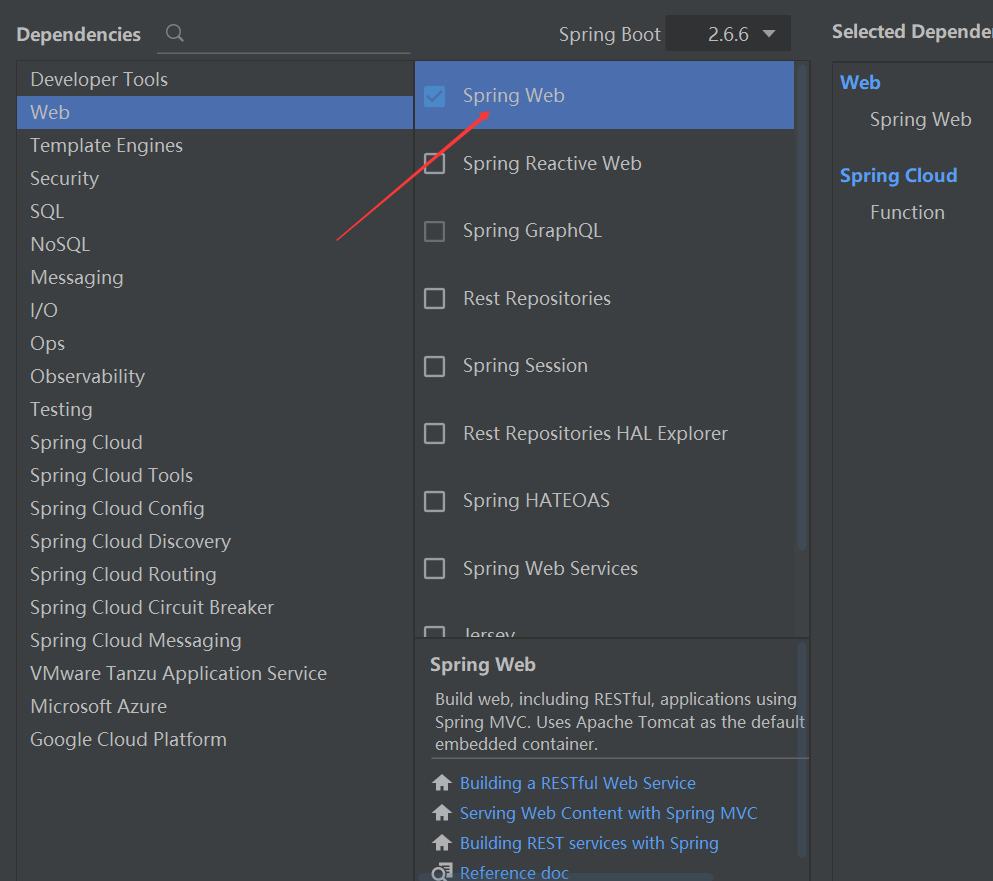 Dependencies
Spring Boot 2.6.6
Selected Depende
Developer Tools
Web
Template Engines
Security
SQL
NoSQL
Messaging
I/O
Ops
Observability
Testing
Spring Cloud
Spring Cloud Tools
Spring Cloud Config
Spring Cloud Discovery
Spring Cloud Routing
Spring Cloud Circuit Breaker
Spring Cloud Messaging
VMware Tanzu Application Service
Microsoft Azure
Google Cloud Platform
Spring Web
Spring Reactive Web
Spring GraphQL
Rest Repositories
Spring Session
Rest Repositories HAL Explorer
Spring HATEOAS
Spring Web Services
Jersey
Spring Web
Build web, including RESTful, applications using
Spring MVC. Uses Apache Tomcat as the default
embedded container.
Building a RESTful Web Service
Serving Web Content with Spring MVC
Building REST services with Spring
Reference doc
Web
Spring Web
Spring Cloud
Function